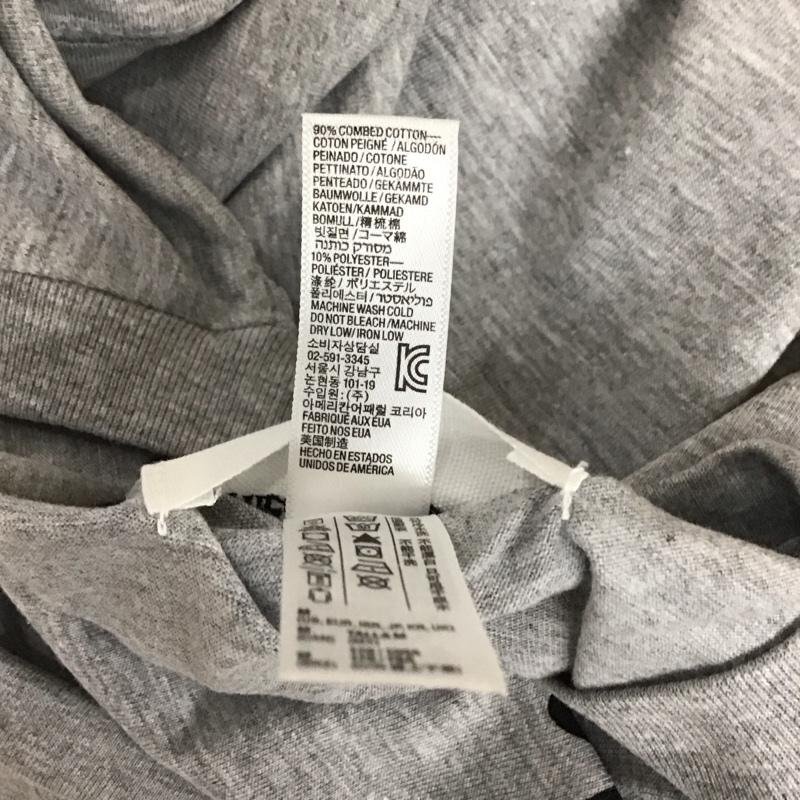 90% COMBED COTTON—
COTON PEIGNÉ / ALGODÓN
PEINADO / COTONE
PETTINATO / ALGODÃO
PENTEADO / GEKAMMTE
BAUMWOLLE / GEKAMD
KATOEN/KAMMAD
BOMULL/精梳棉
빗질면/コーマ綿
מסורק כותנה
10% POLYESTER—
POLIÉSTER/ POLIESTERE
涤纶/ ポリエステル
폴리에스터/פוליאסטר
MACHINE WASH COLD
DO NOT BLEACH/MACHINE
DRY LOW/ IRON LOW
소비자상담실
02-591-3345
서울시 강남구
논현동 101-19
수입원: (주)
아메리칸어패럴 코리아
FABRIQUÉ AUX ÉUA
FEITO NOS EUA
美国制造
HECHO EN ESTADOS
UNIDOS DE AMÉRICA
TALLA M